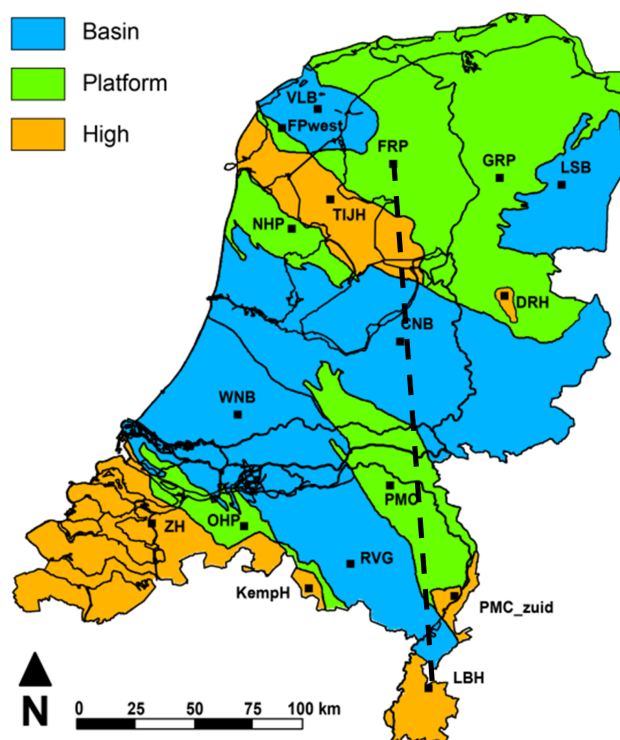 Basin
Platform
High
VLB
FPwest
FRP
GRP
LSB
TIJH
NHP
DRH
CNB
WNB
PMC
ZH
OHP
RVG
KempH
PMC_zuid
LBH
N
0 25 50 75 100 km